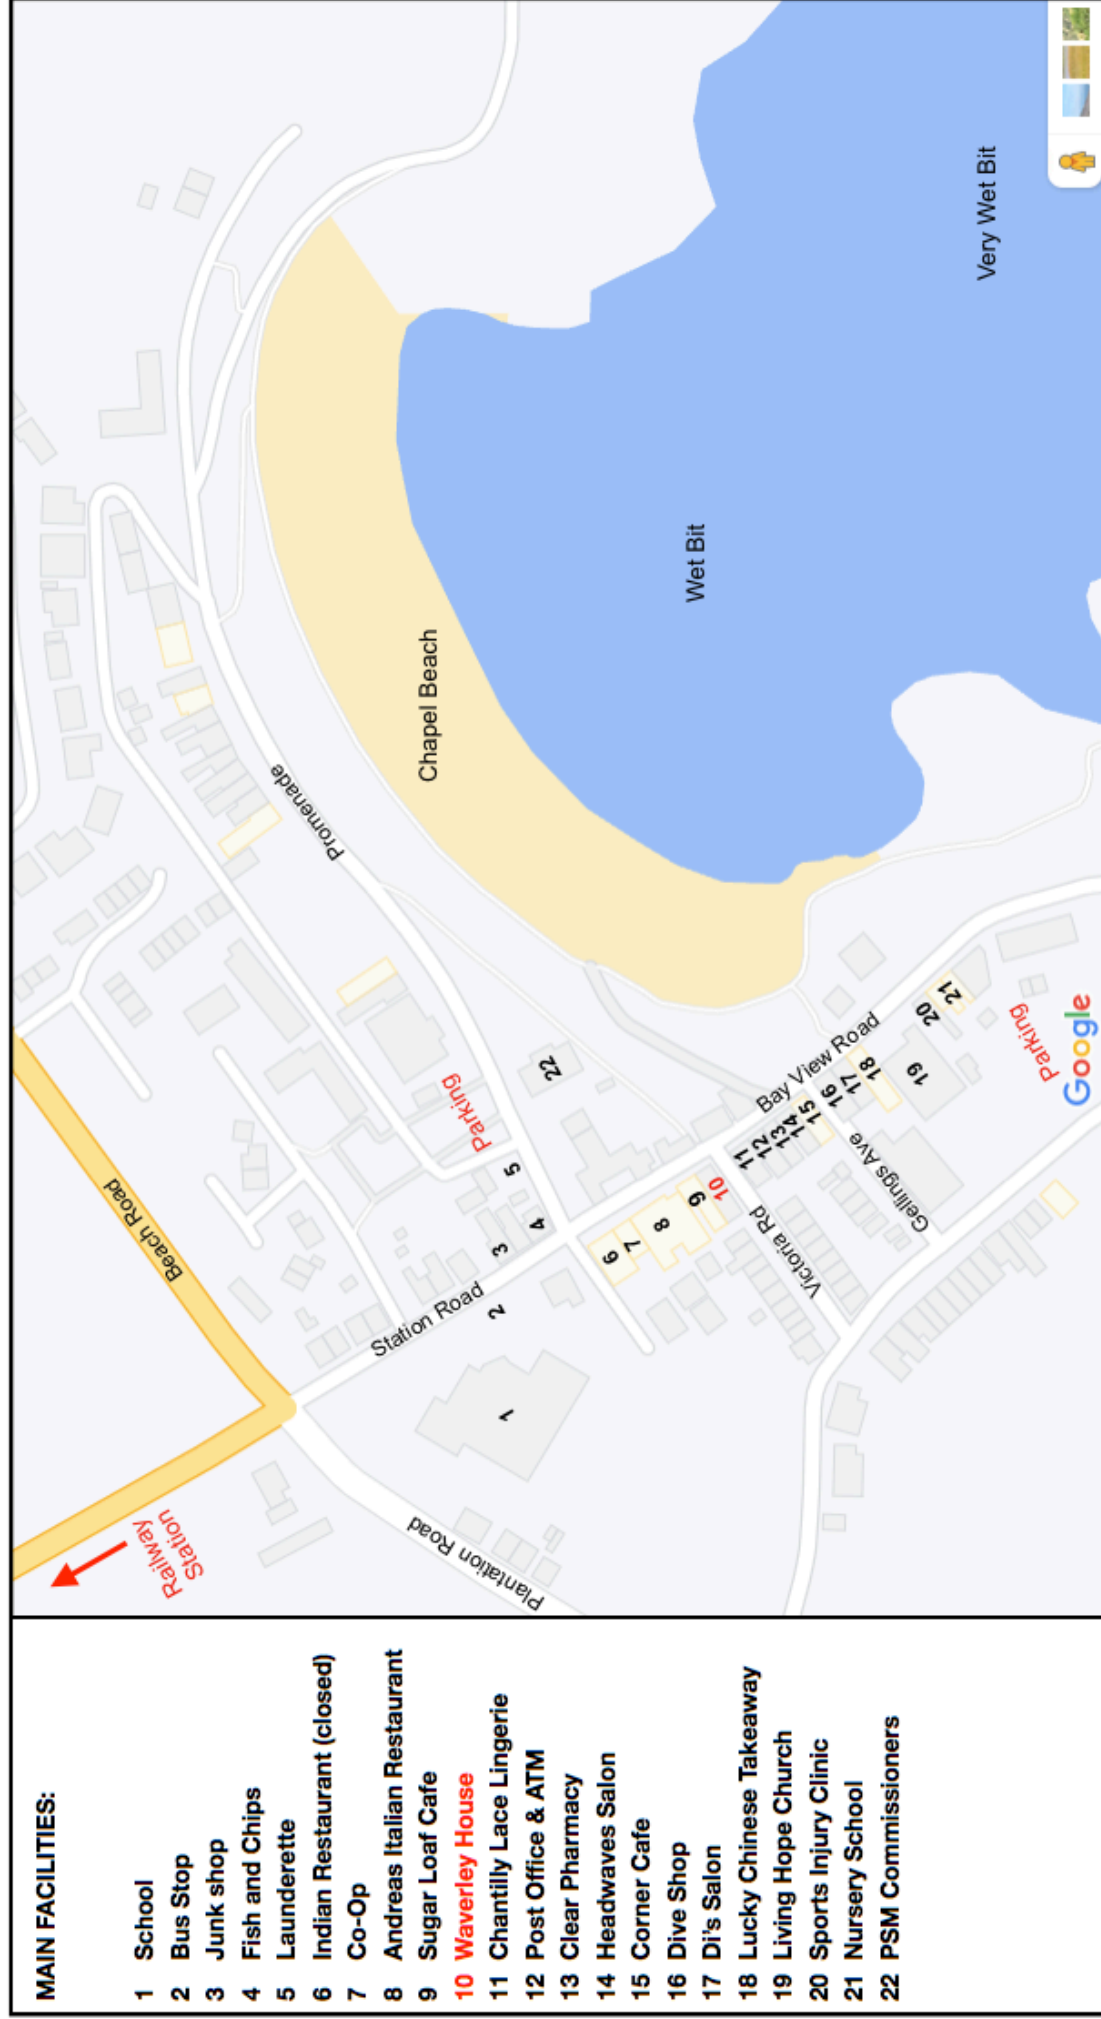 MAIN FACILITIES:
1 School
2 Bus Stop
3 Junk shop
4 Fish and Chips
5 Launderette
6 Indian Restaurant (closed)
7 Co-Op
8 Andreas Italian Restaurant
9 Sugar Loaf Cafe
10 Waverley House
11 Chantilly Lace Lingerie
12 Post Office & ATM
13 Clear Pharmacy
14 Headwaves Salon
15 Corner Cafe
16 Dive Shop
17 Di's Salon
18 Lucky Chinese Takeaway
19 Living Hope Church
20 Sports Injury Clinic
21 Nursery School
22 PSM Commissioners
Railway
Station
Beach Road
Plantation Road
Station Road
Promenade
Parking
Chapel Beach
Wet Bit
Very Wet Bit
Victoria Rd
Bay View Road
Gellings Ave
Parking
Google
1
2
3
4
5
6
7
8
9
10
11
12
13
14
15
16
17
18
19
20
21
22